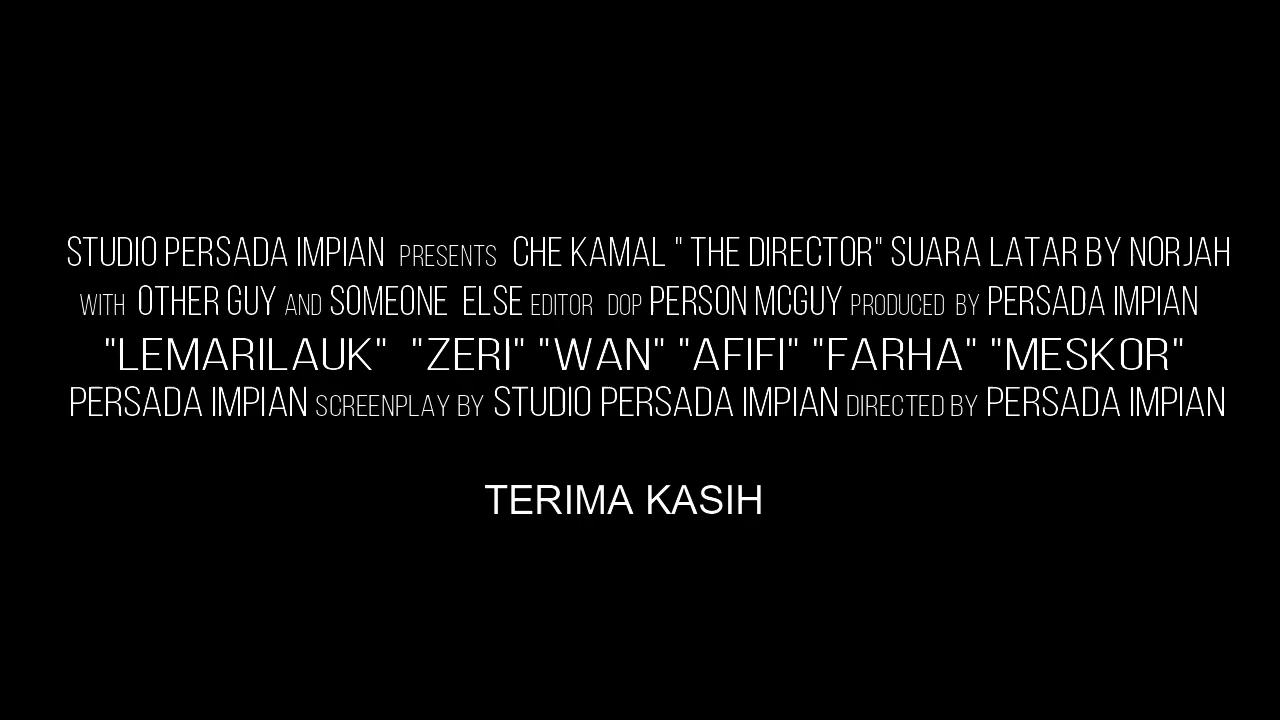 STUDIO PERSADA IMPIAN PRESENTS CHE KAMAL " THE DIRECTOR" SUARA LATAR BY NORJAH
WITH OTHER GUY AND SOMEONE ELSE EDITOR DOP PERSON MCGUY PRODUCED BY PERSADA IMPIAN
"LEMARILAUK" "ZERI" "WAN" "AFIFI" "FARHA" "MESKOR"
PERSADA IMPIAN SCREENPLAY BY STUDIO PERSADA IMPIAN DIRECTED BY PERSADA IMPIAN
TERIMA KASIH